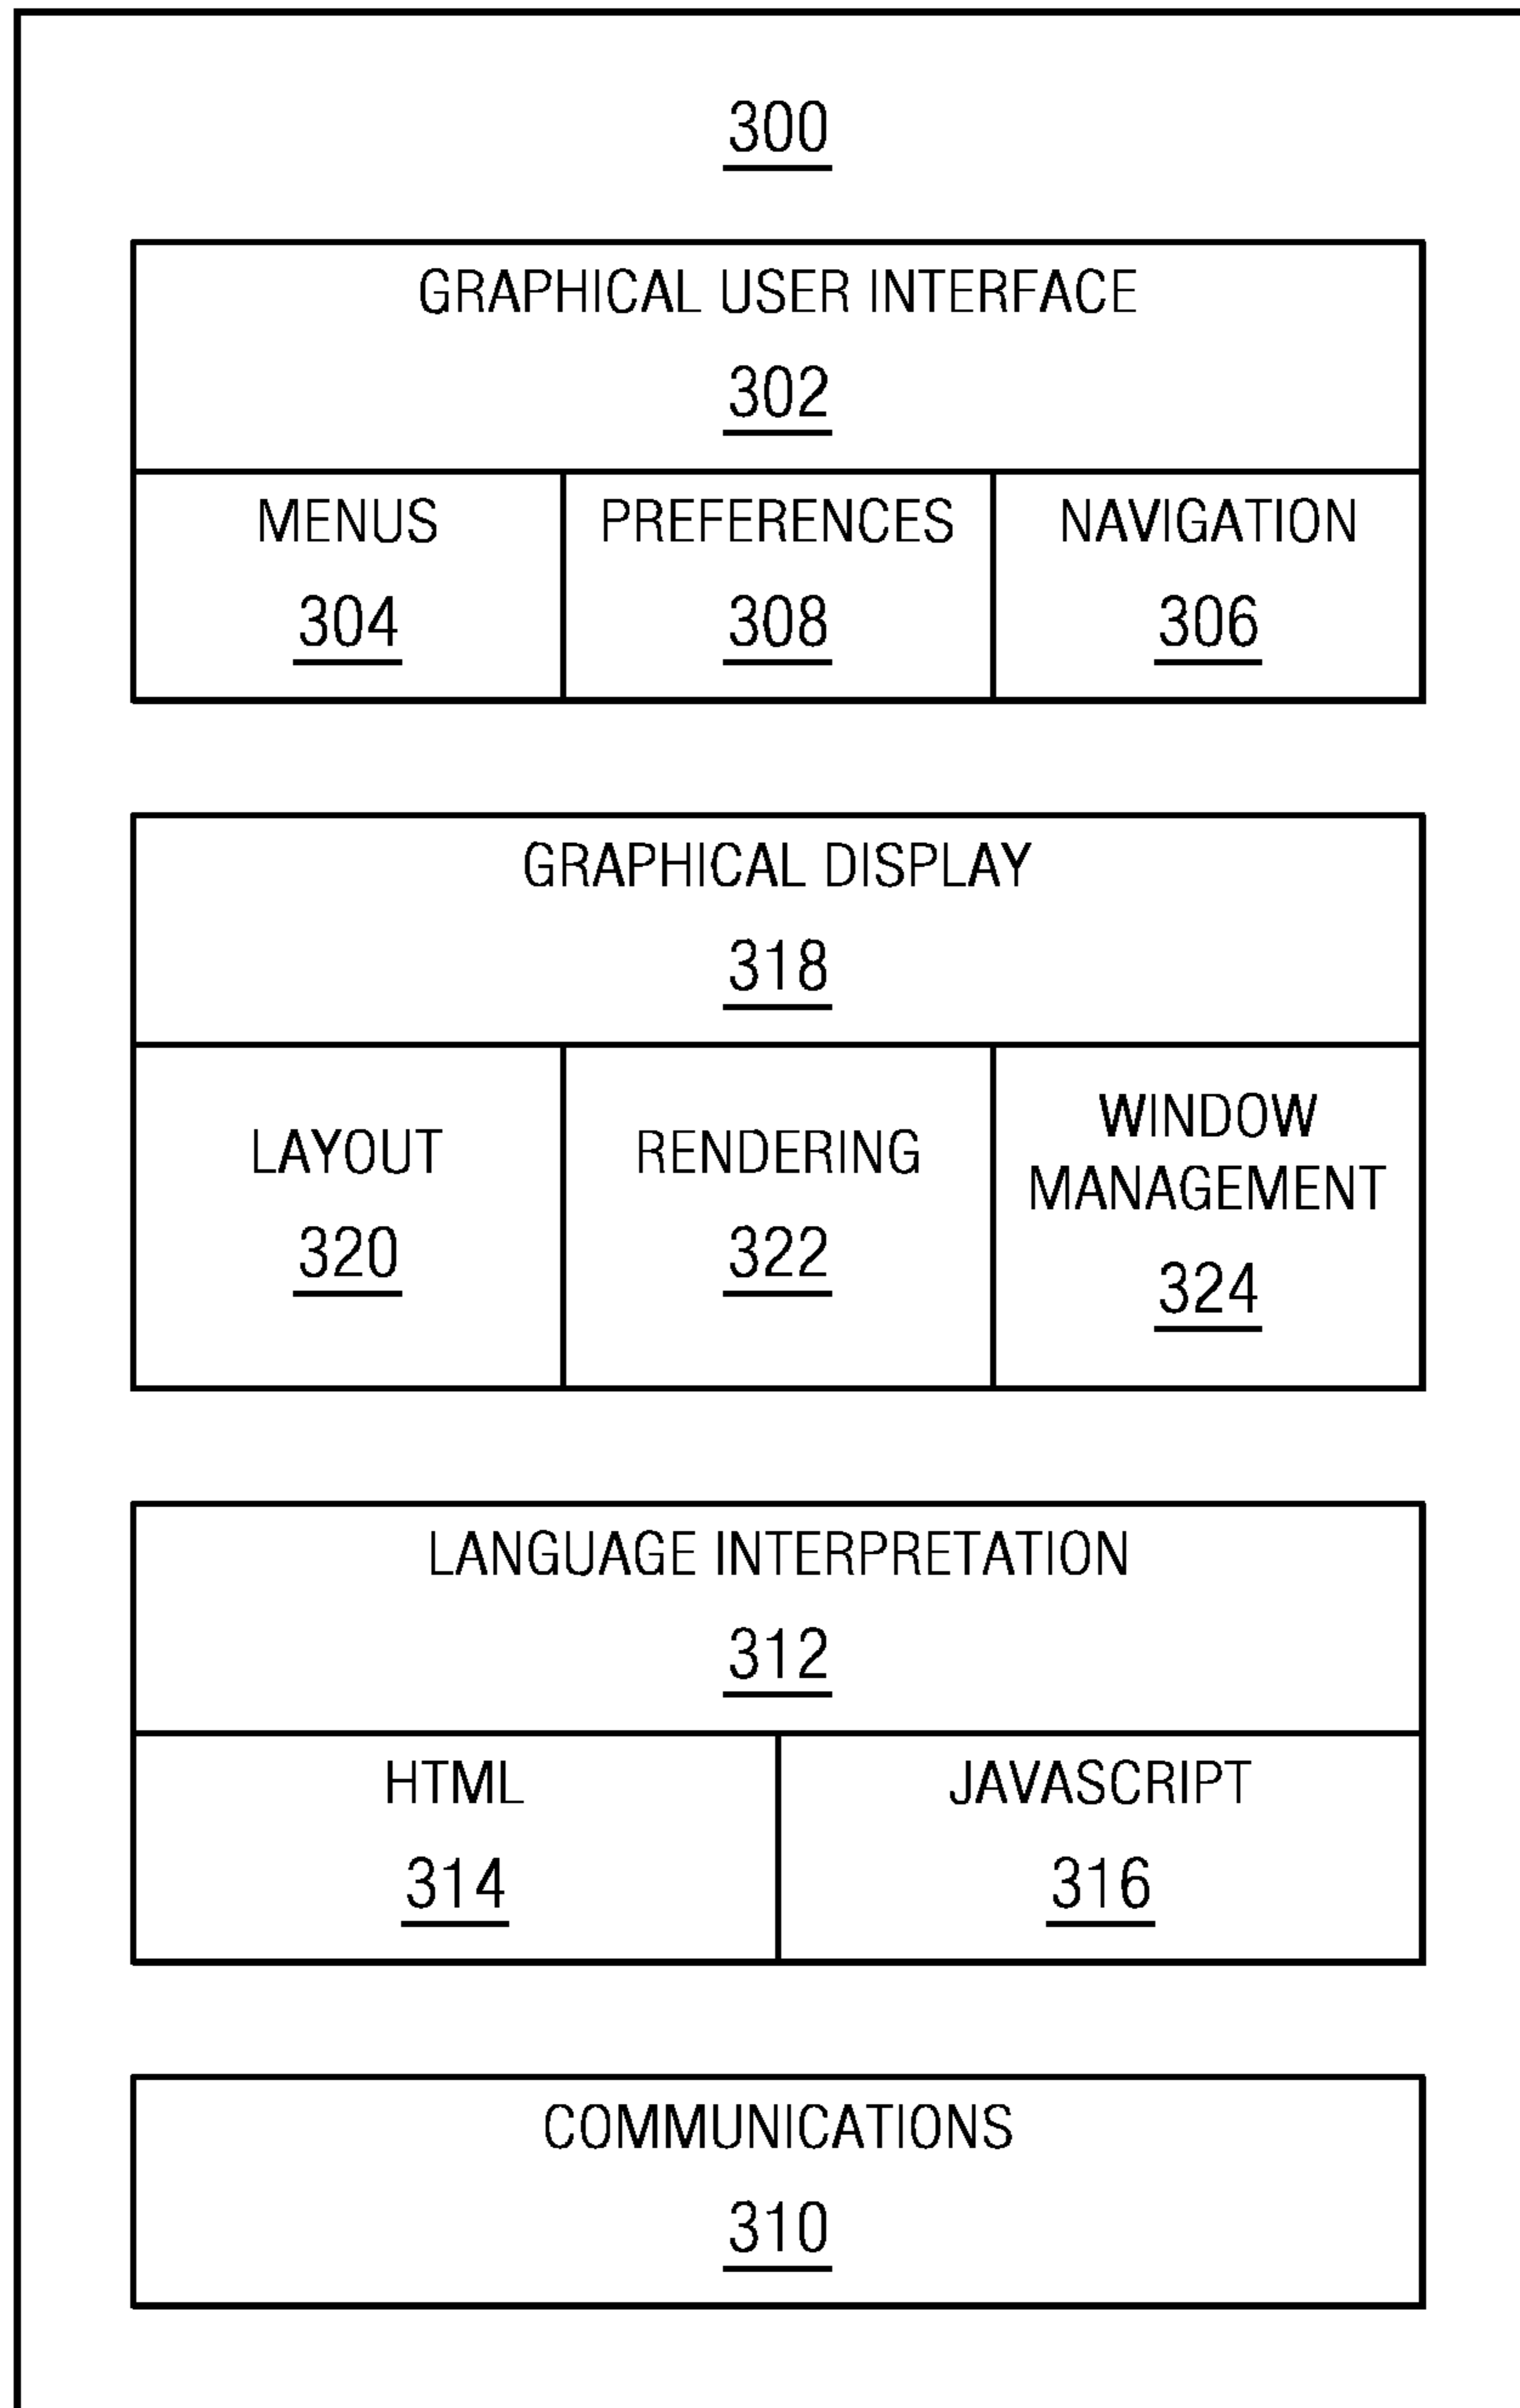 300
GRAPHICAL USER INTERFACE
302
MENUS
304
PREFERENCES
308
NAVIGATION
306
GRAPHICAL DISPLAY
318
LAYOUT
320
RENDERING
322
WINDOW
MANAGEMENT
324
LANGUAGE INTERPRETATION
312
HTML
314
JAVASCRIPT
316
COMMUNICATIONS
310